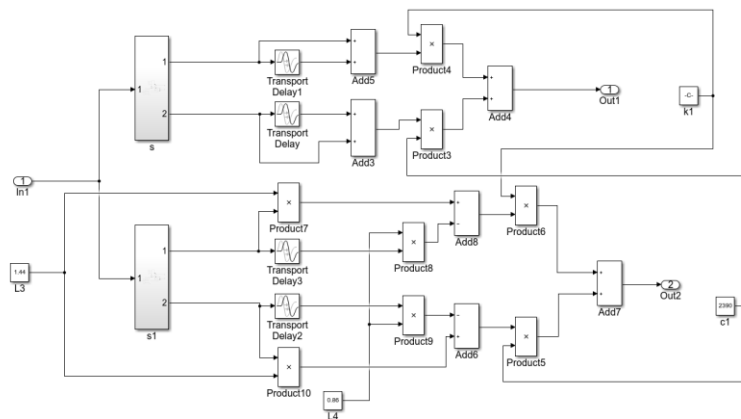 1
2
1
s
Transport
Delay1
Transport
Delay
+
+
Add5
+
+
Add3
×
Product4
×
Product3
+
+
Add4
1
Out1
-C-
k1
1
In1
1.44
L3
1
2
1
s1
×
Product7
Transport
Delay3
Transport
Delay2
×
Product10
0.86
L4
×
Product8
×
Product9
+
−
Add8
−
+
Add6
×
Product6
×
Product5
+
+
Add7
2
Out2
2390
c1